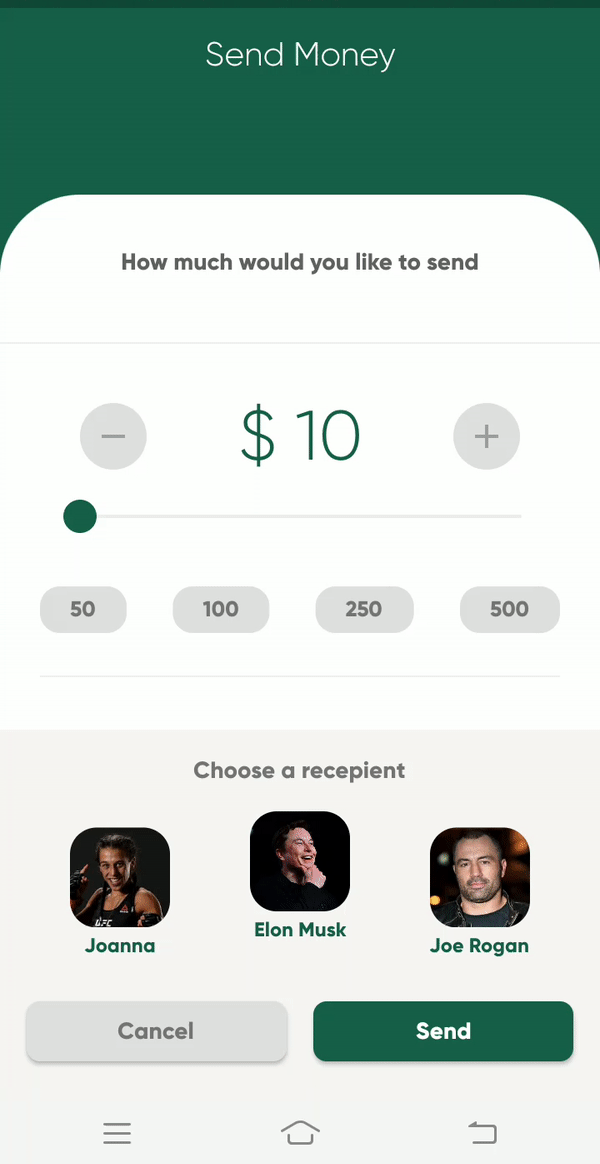 Send Money
How much would you like to send
$ 10
50 100 250 500
Choose a recepient
UFC
Joanna Elon Musk Joe Rogan
Cancel Send